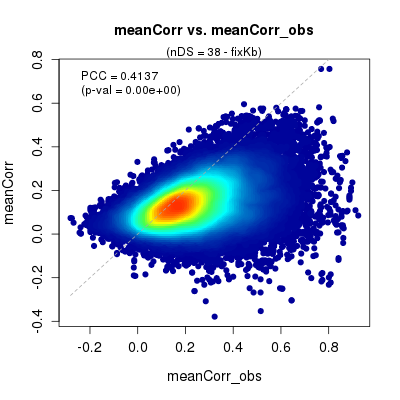 meanCorr vs. meanCorr_obs
(nDS = 38 - fixKb)
PCC = 0.4137
(p-val = 0.00e+00)
meanCorr
0.8
0.6
0.4
0.2
0.0
-0.2
-0.4
-0.2 0.0 0.2 0.4 0.6 0.8
meanCorr_obs